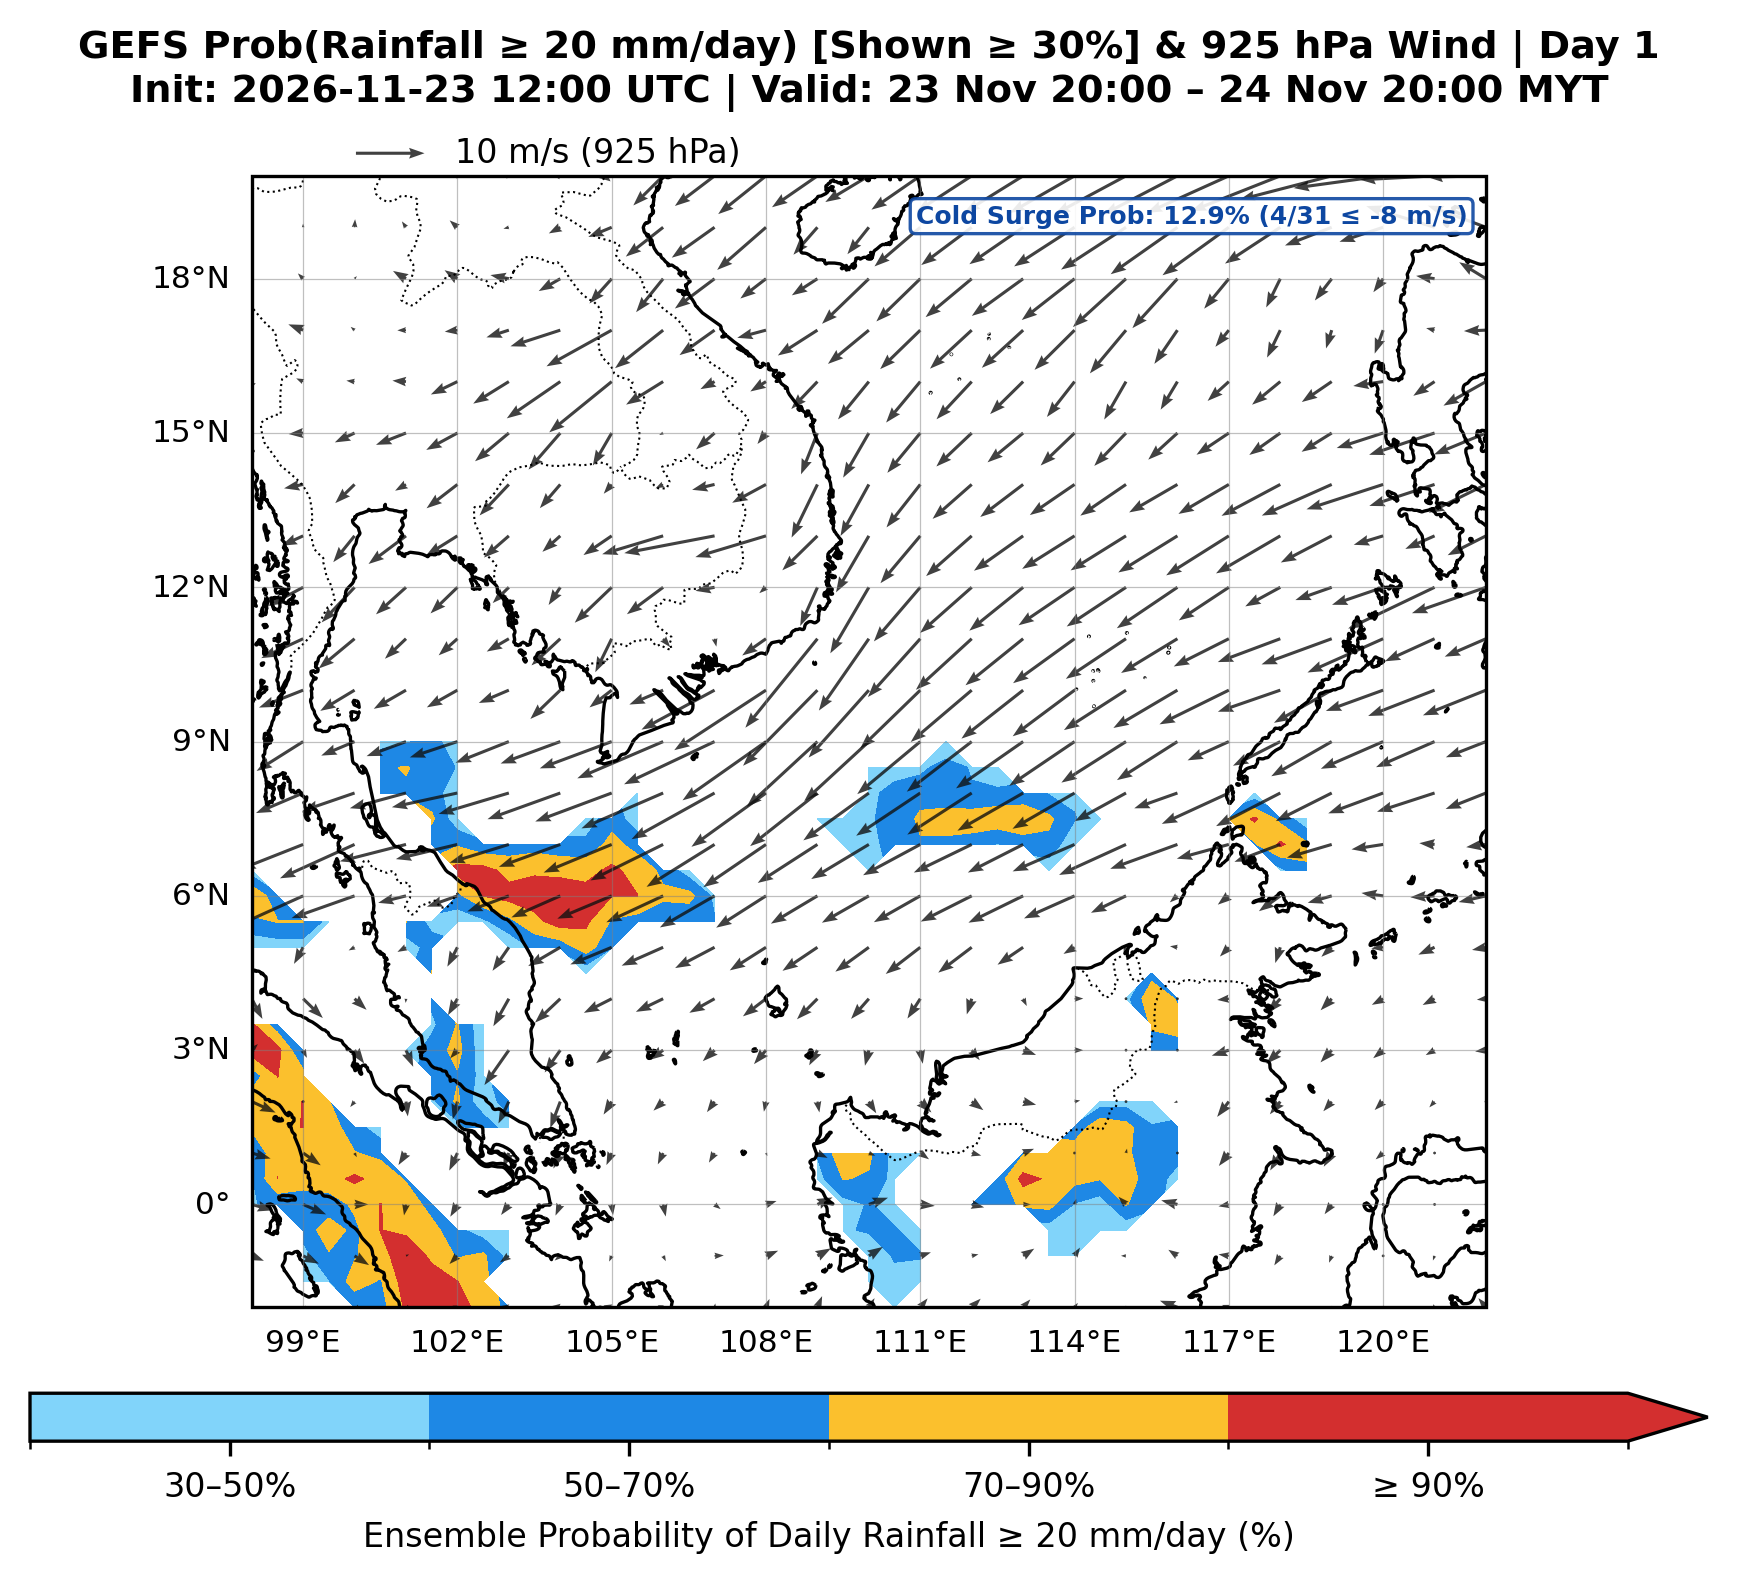 GEFS Prob(Rainfall ≥ 20 mm/day) [Shown ≥ 30%] & 925 hPa Wind | Day 1
Init: 2026-11-23 12:00 UTC | Valid: 23 Nov 20:00 – 24 Nov 20:00 MYT
10 m/s (925 hPa)
Cold Surge Prob: 12.9% (4/31 ≤ -8 m/s)
18°N
15°N
12°N
9°N
6°N
3°N
0°
99°E 102°E 105°E 108°E 111°E 114°E 117°E 120°E
30–50% 50–70% 70–90% ≥ 90%
Ensemble Probability of Daily Rainfall ≥ 20 mm/day (%)